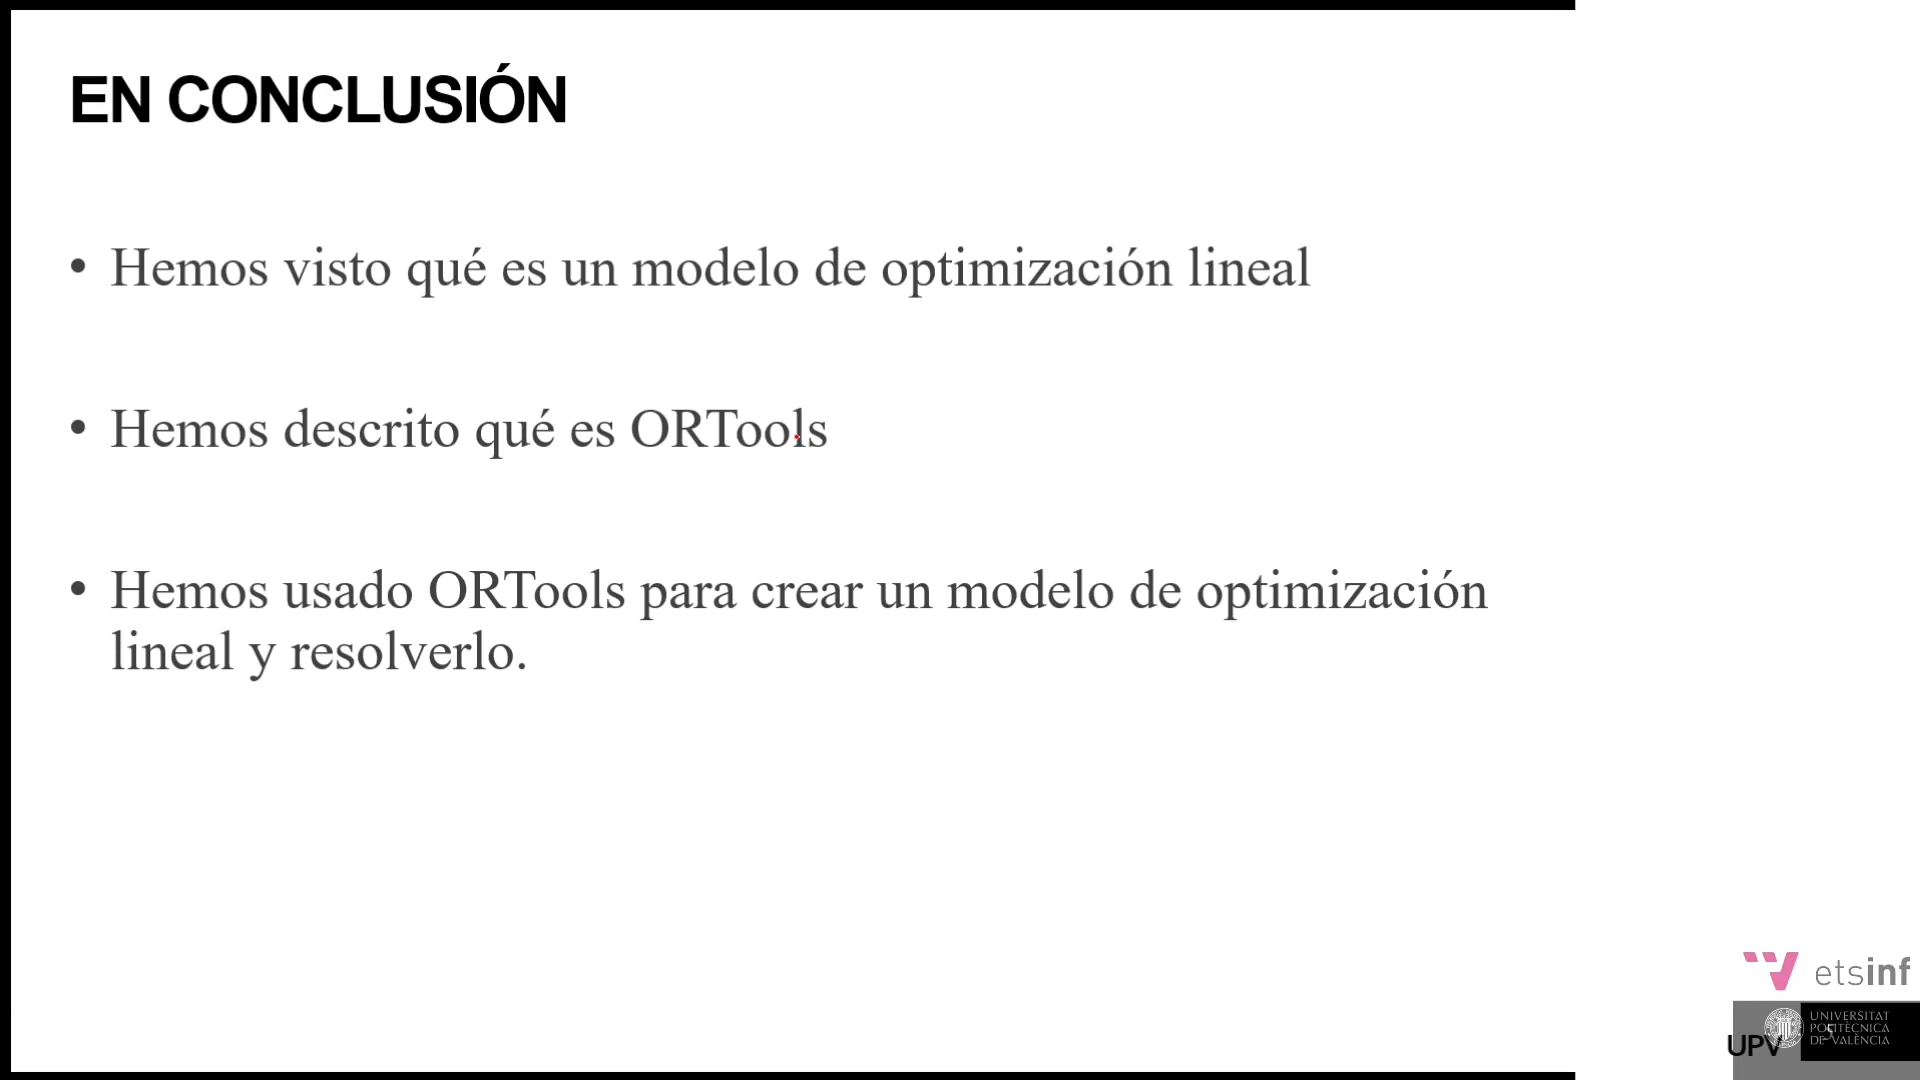 EN CONCLUSIÓN
• Hemos visto qué es un modelo de optimización lineal
• Hemos descrito qué es ORTools
• Hemos usado ORTools para crear un modelo de optimización
lineal y resolverlo.
etsinf
UNIVERSITAT
POLITÈCNICA
DE VALÈNCIA
UPV
5